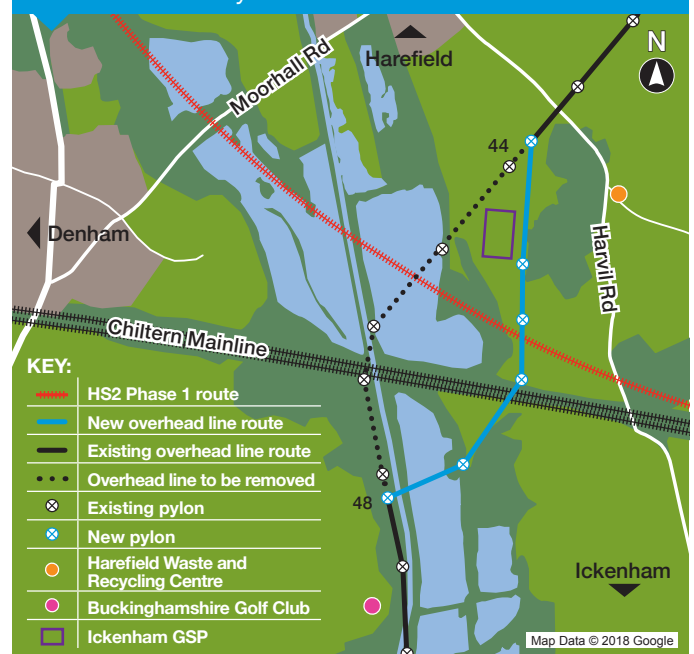 Moorhall Rd
Harefield
N
44
Denham
Harvil Rd
Chiltern Mainline
KEY:
HS2 Phase 1 route
New overhead line route
Existing overhead line route
Overhead line to be removed
Existing pylon
New pylon
Harefield Waste and
Recycling Centre
Buckinghamshire Golf Club
Ickenham GSP
48
Ickenham
Map Data © 2018 Google